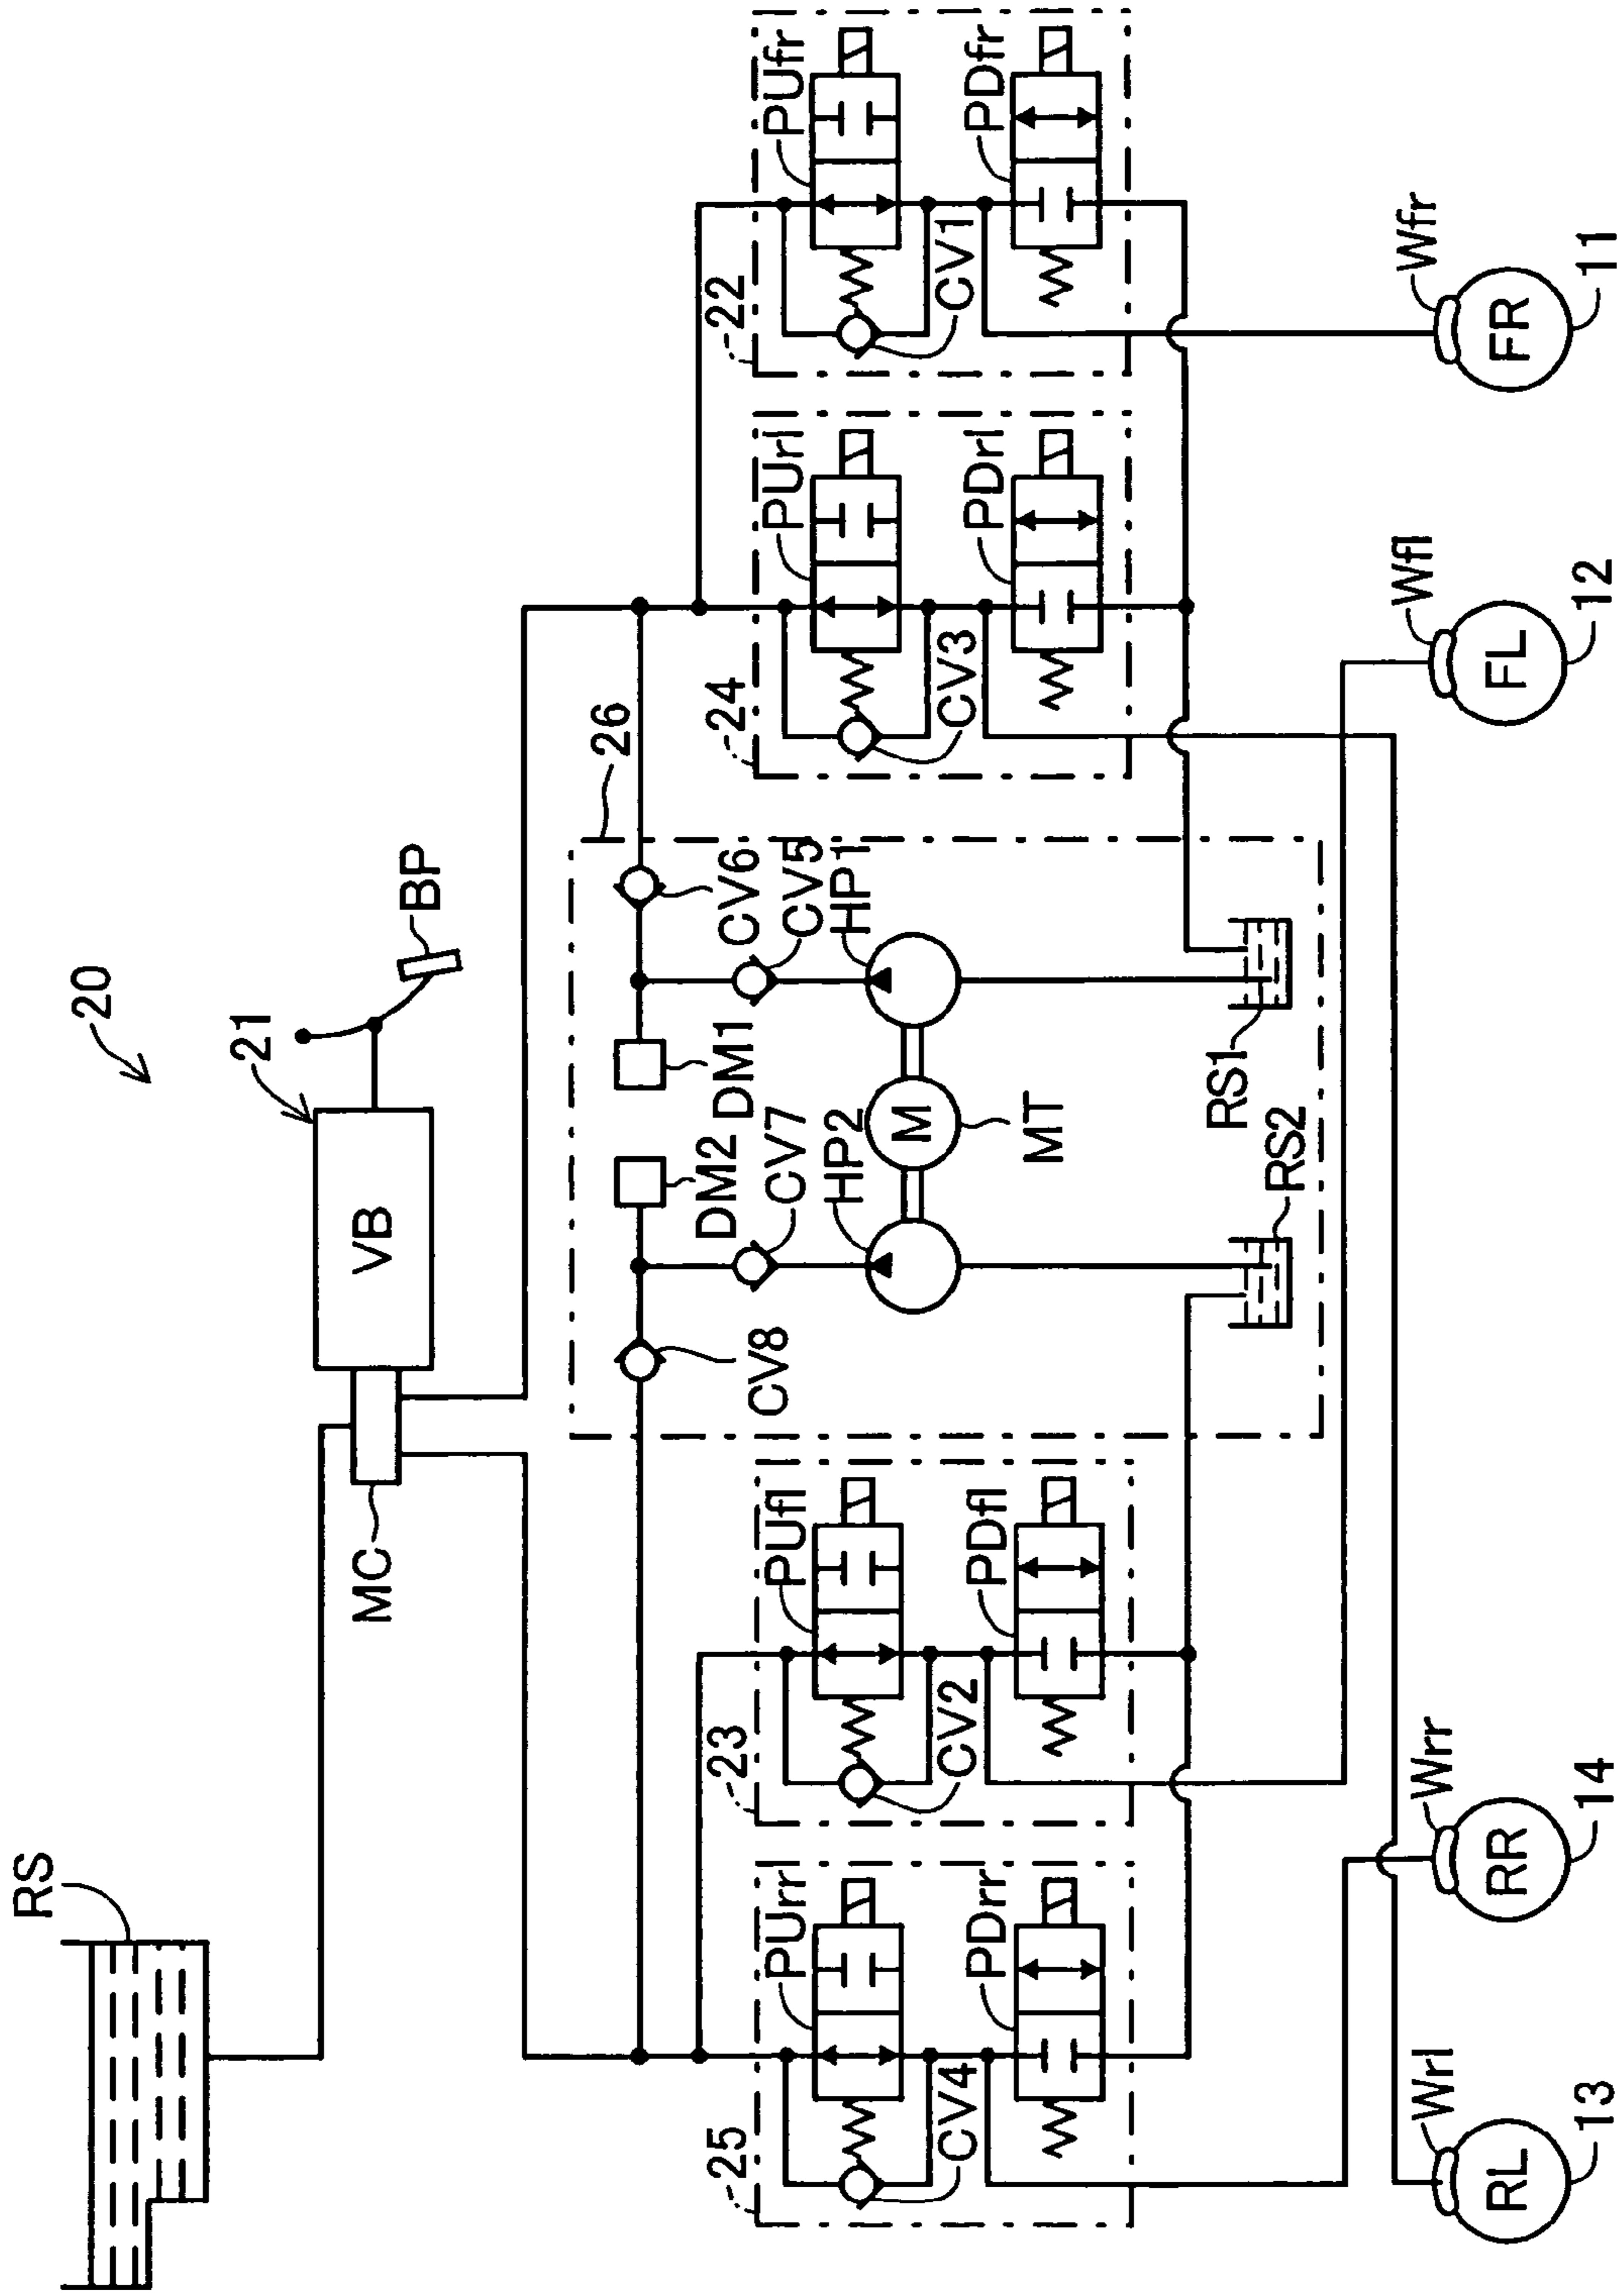 20
21
BP
VB
MC
RS
26
22
PUfr
CV1
PDfr
24
PUrl
CV3
PDrl
CV6
CV5
HP1
DM1
DM2
CV7
HP2
CV8
M
MT
RS1
RS2
23
PUfl
CV2
PDfl
25
PUrr
CV4
PDrr
Wfr
FR
11
Wfl
FL
12
Wrr
RR
14
Wrl
RL
13